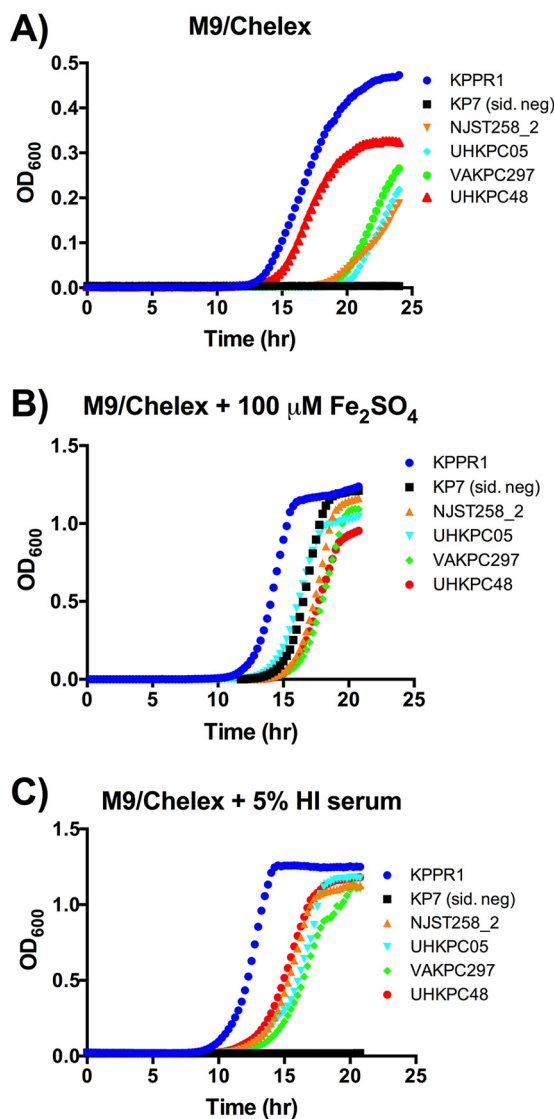 A)
M9/Chelex
0.5
0.4
0.3
0.2
0.1
0.0
OD600
0 5 10 15 20 25
Time (hr)
KPPR1
KP7 (sid. neg)
NJST258_2
UHKPC05
VAKPC297
UHKPC48
B)
M9/Chelex + 100 μM Fe2SO4
1.5
1.0
0.5
0.0
OD600
0 5 10 15 20 25
Time (hr)
KPPR1
KP7 (sid. neg)
NJST258_2
UHKPC05
VAKPC297
UHKPC48
C)
M9/Chelex + 5% HI serum
1.5
1.0
0.5
0.0
OD600
0 5 10 15 20 25
Time (hr)
KPPR1
KP7 (sid. neg)
NJST258_2
UHKPC05
VAKPC297
UHKPC48